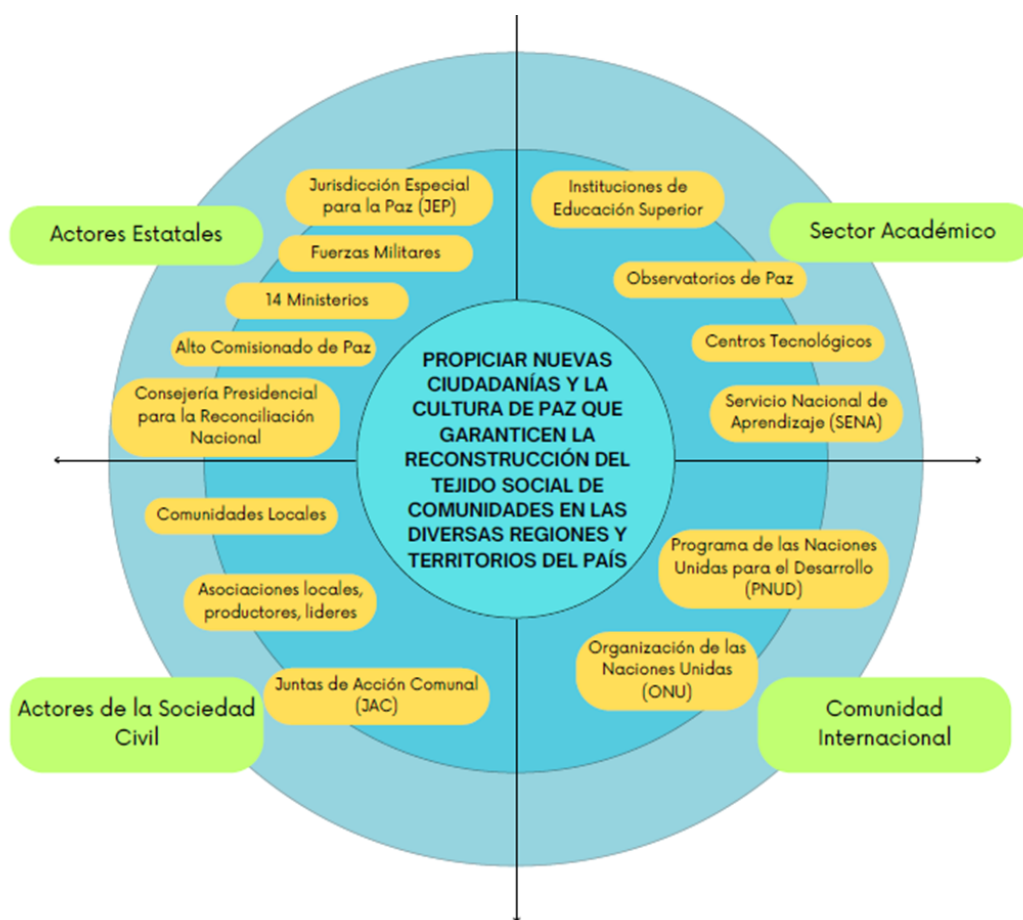 Actores Estatales
Jurisdicción Especial
para la Paz (JEP)
Fuerzas Militares
14 Ministerios
Alto Comisionado de Paz
Consejería Presidencial
para la Reconciliación
Nacional
Sector Académico
Instituciones de
Educación Superior
Observatorios de Paz
Centros Tecnológicos
Servicio Nacional de
Aprendizaje (SENA)
PROPICIAR NUEVAS
CIUDADANÍAS Y LA
CULTURA DE PAZ QUE
GARANTICEN LA
RECONSTRUCCIÓN DEL
TEJIDO SOCIAL DE
COMUNIDADES EN LAS
DIVERSAS REGIONES Y
TERRITORIOS DEL PAÍS
Comunidades Locales
Asociaciones locales,
productores, lideres
Juntas de Acción Comunal
(JAC)
Actores de la Sociedad
Civil
Programa de las Naciones
Unidas para el Desarrollo
(PNUD)
Organización de las
Naciones Unidas
(ONU)
Comunidad
Internacional